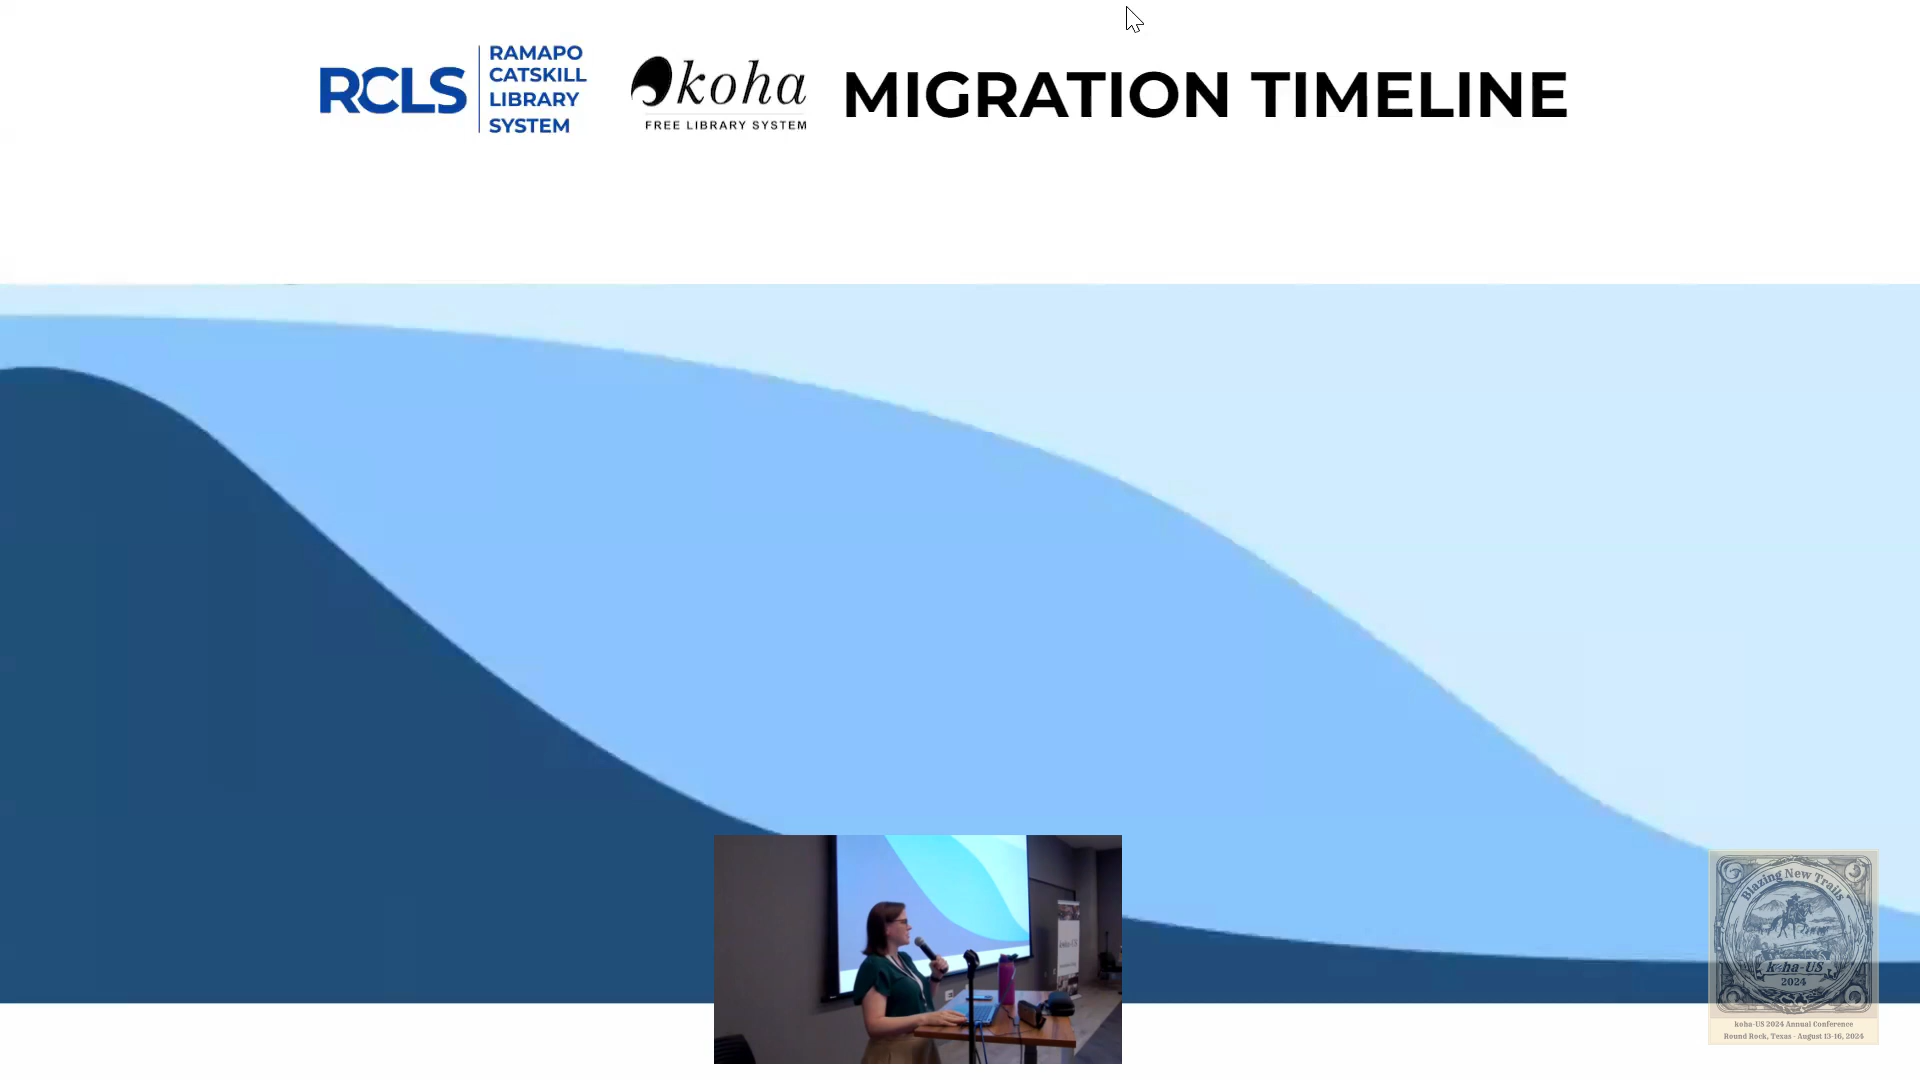 RCLS
RAMAPO
CATSKILL
LIBRARY
SYSTEM
koha
FREE LIBRARY SYSTEM
MIGRATION TIMELINE
Blazing New Trails
koha-US
2024
koha-US 2024 Annual Conference
Round Rock, Texas - August 13-16, 2024